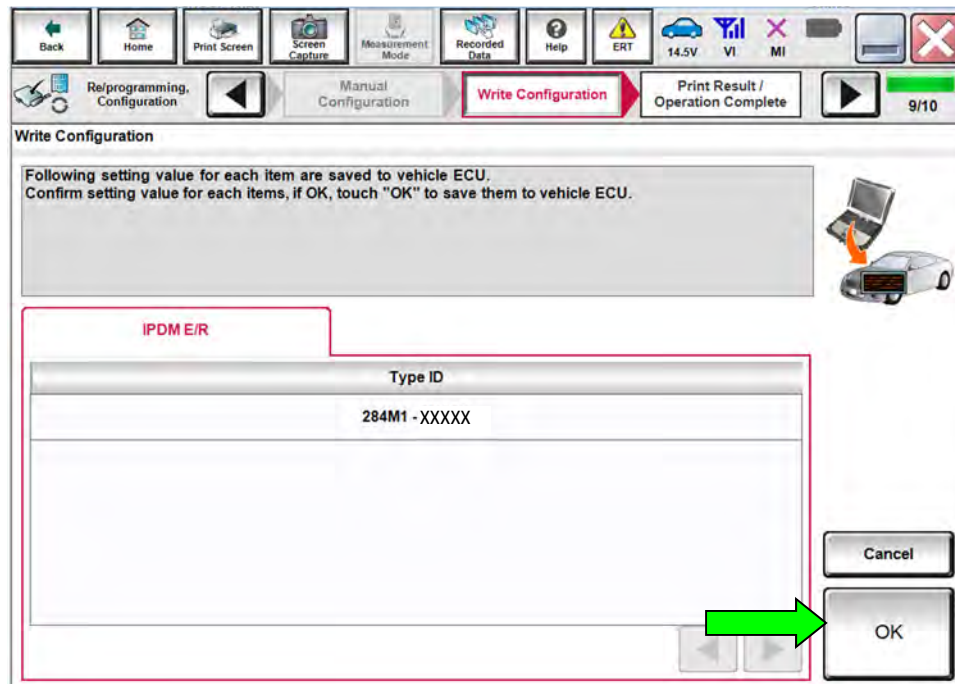 Back
Home
Print Screen
Screen
Capture
Measurement
Mode
Recorded
Data
Help
ERT
14.5V
VI
MI
Re/programming,
Configuration
Manual
Configuration
Write Configuration
Print Result /
Operation Complete
9/10
Write Configuration
Following setting value for each item are saved to vehicle ECU.
Confirm setting value for each items, if OK, touch "OK" to save them to vehicle ECU.
IPDM E/R
Type ID
284M1 - XXXXX
Cancel
OK